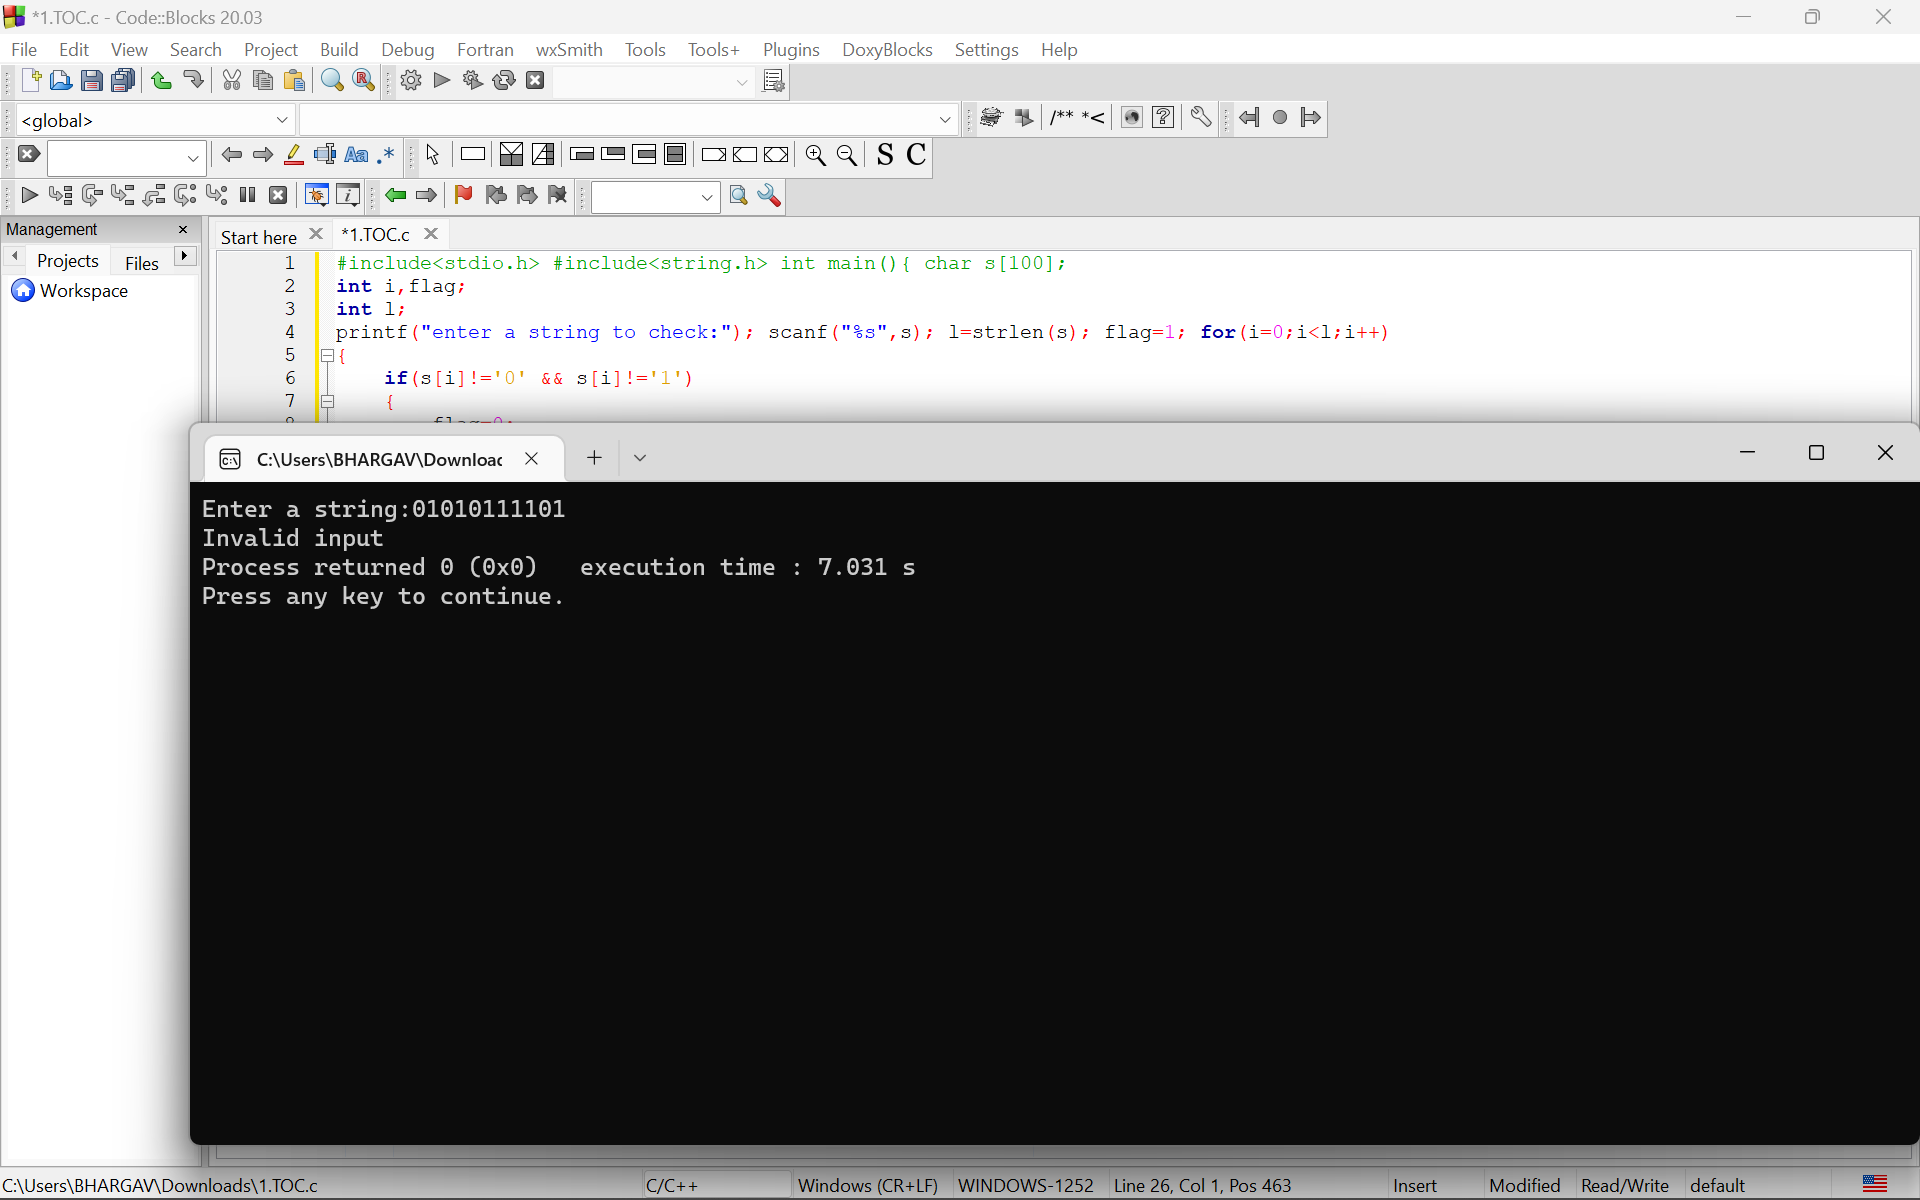 *1.TOC.c - Code::Blocks 20.03
File Edit View Search Project Build Debug Fortran wxSmith Tools Tools+ Plugins DoxyBlocks Settings Help
<global>
/** *<
Aa .* S C
Management
Start here *1.TOC.c
Projects Files
Workspace
1 #include<stdio.h> #include<string.h> int main(){ char s[100];
2 int i,flag;
3 int l;
4 printf("enter a string to check:"); scanf("%s",s); l=strlen(s); flag=1; for(i=0;i<l;i++)
5 {
6 if(s[i]!='0' && s[i]!='1')
7 {
8 flag=0;
C:\Users\BHARGAV\Downloac
Enter a string:01010111101
Invalid input
Process returned 0 (0x0) execution time : 7.031 s
Press any key to continue.
C:\Users\BHARGAV\Downloads\1.TOC.c C/C++ Windows (CR+LF) WINDOWS-1252 Line 26, Col 1, Pos 463 Insert Modified Read/Write default